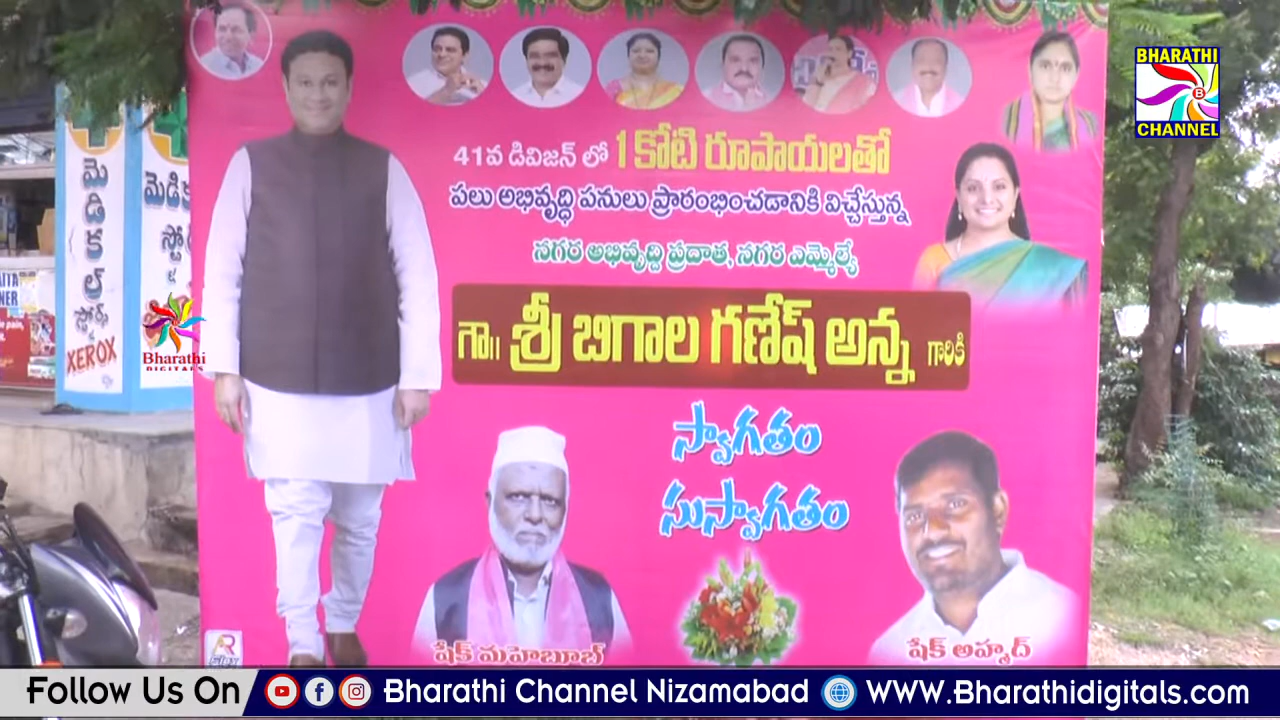 BHARATHI
B
CHANNEL
41వ డివిజన్ లో 1 కోటి రూపాయలతో
పలు అభివృద్ధి పనులు ప్రారంభించడానికి విచ్చేస్తున్న
నగర అభివృద్ది ప్రదాత, నగర ఎమ్మెల్యే
గౌ।। శ్రీ బిగాల గణేష్ అన్న గారికి
స్వాగతం
సుస్వాగతం
షేక్ మహెబూబ్
షేక్ అహ్మద్
మెడికల్
XEROX
Bharathi
DIGITALS
AR
Follow Us On Bharathi Channel Nizamabad WWW.Bharathidigitals.com